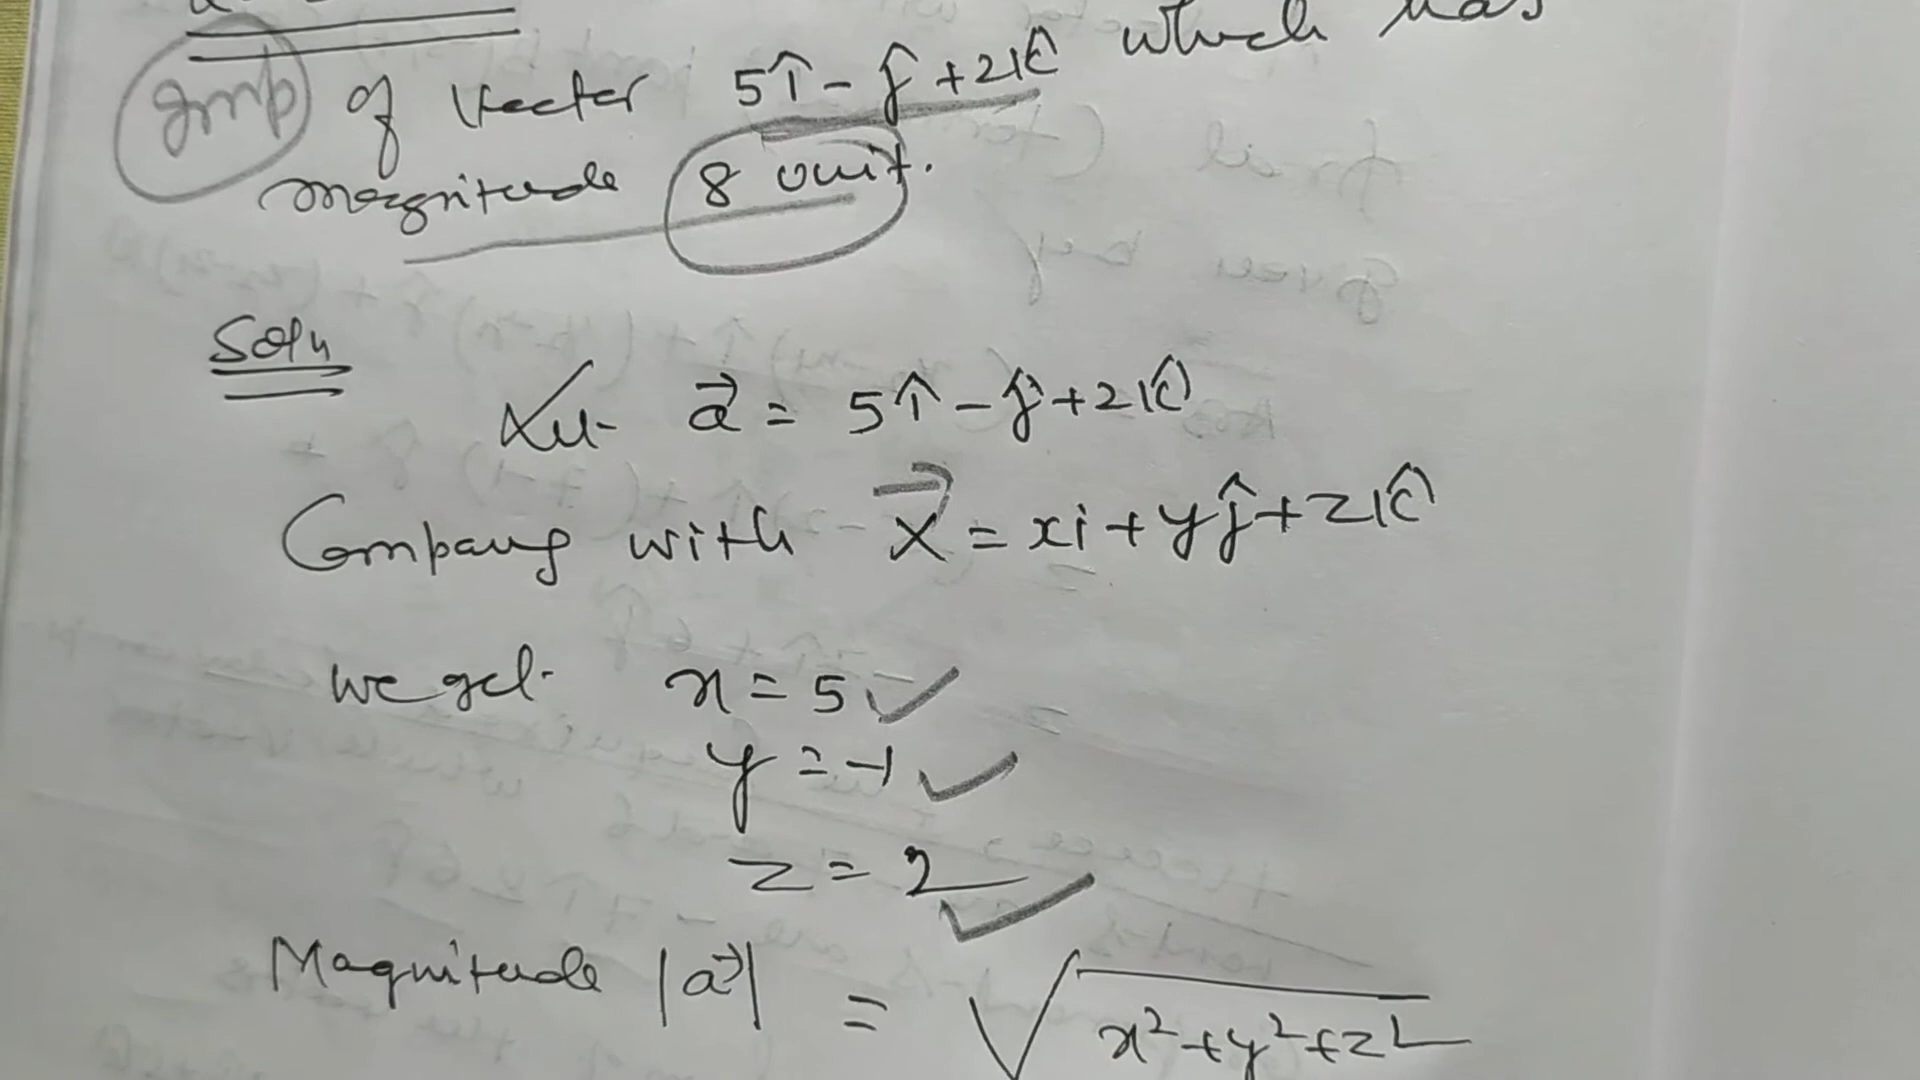 which has
Imp of vector 5î - ĵ + 2k̂
magnitude 8 unit.
Soln
Let a⃗ = 5î - ĵ + 2k̂
Comparing with X⃗ = xi + yĵ + zk̂
we get x = 5 ✓
y = -1 ✓
z = 2 ✓
Magnitude |a⃗| = √x²+y²+z²